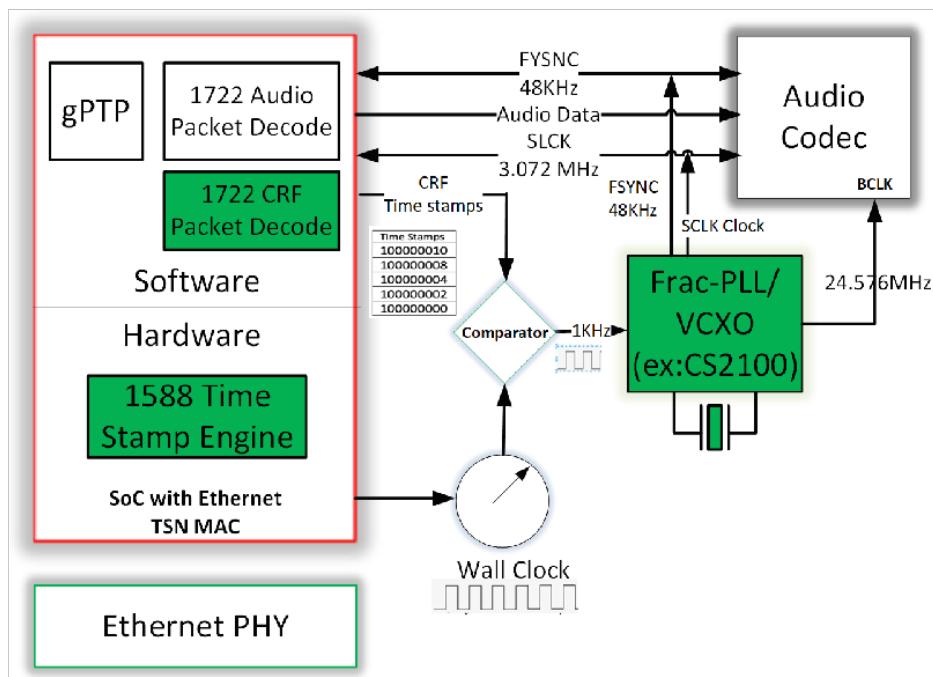 FYSNC
48KHz
Audio Data
SLCK
3.072 MHz
gPTP
1722 Audio
Packet Decode
1722 CRF
Packet Decode
Software
CRF
Time stamps
Time Stamps
100000010
100000008
100000004
100000002
100000000
Audio
Codec
BCLK
FSYNC
48KHz
SCLK Clock
24.576MHz
Hardware
1588 Time
Stamp Engine
SoC with Ethernet
TSN MAC
Comparator
1KHz
Frac-PLL/
VCXO
(ex:CS2100)
Wall Clock
Ethernet PHY